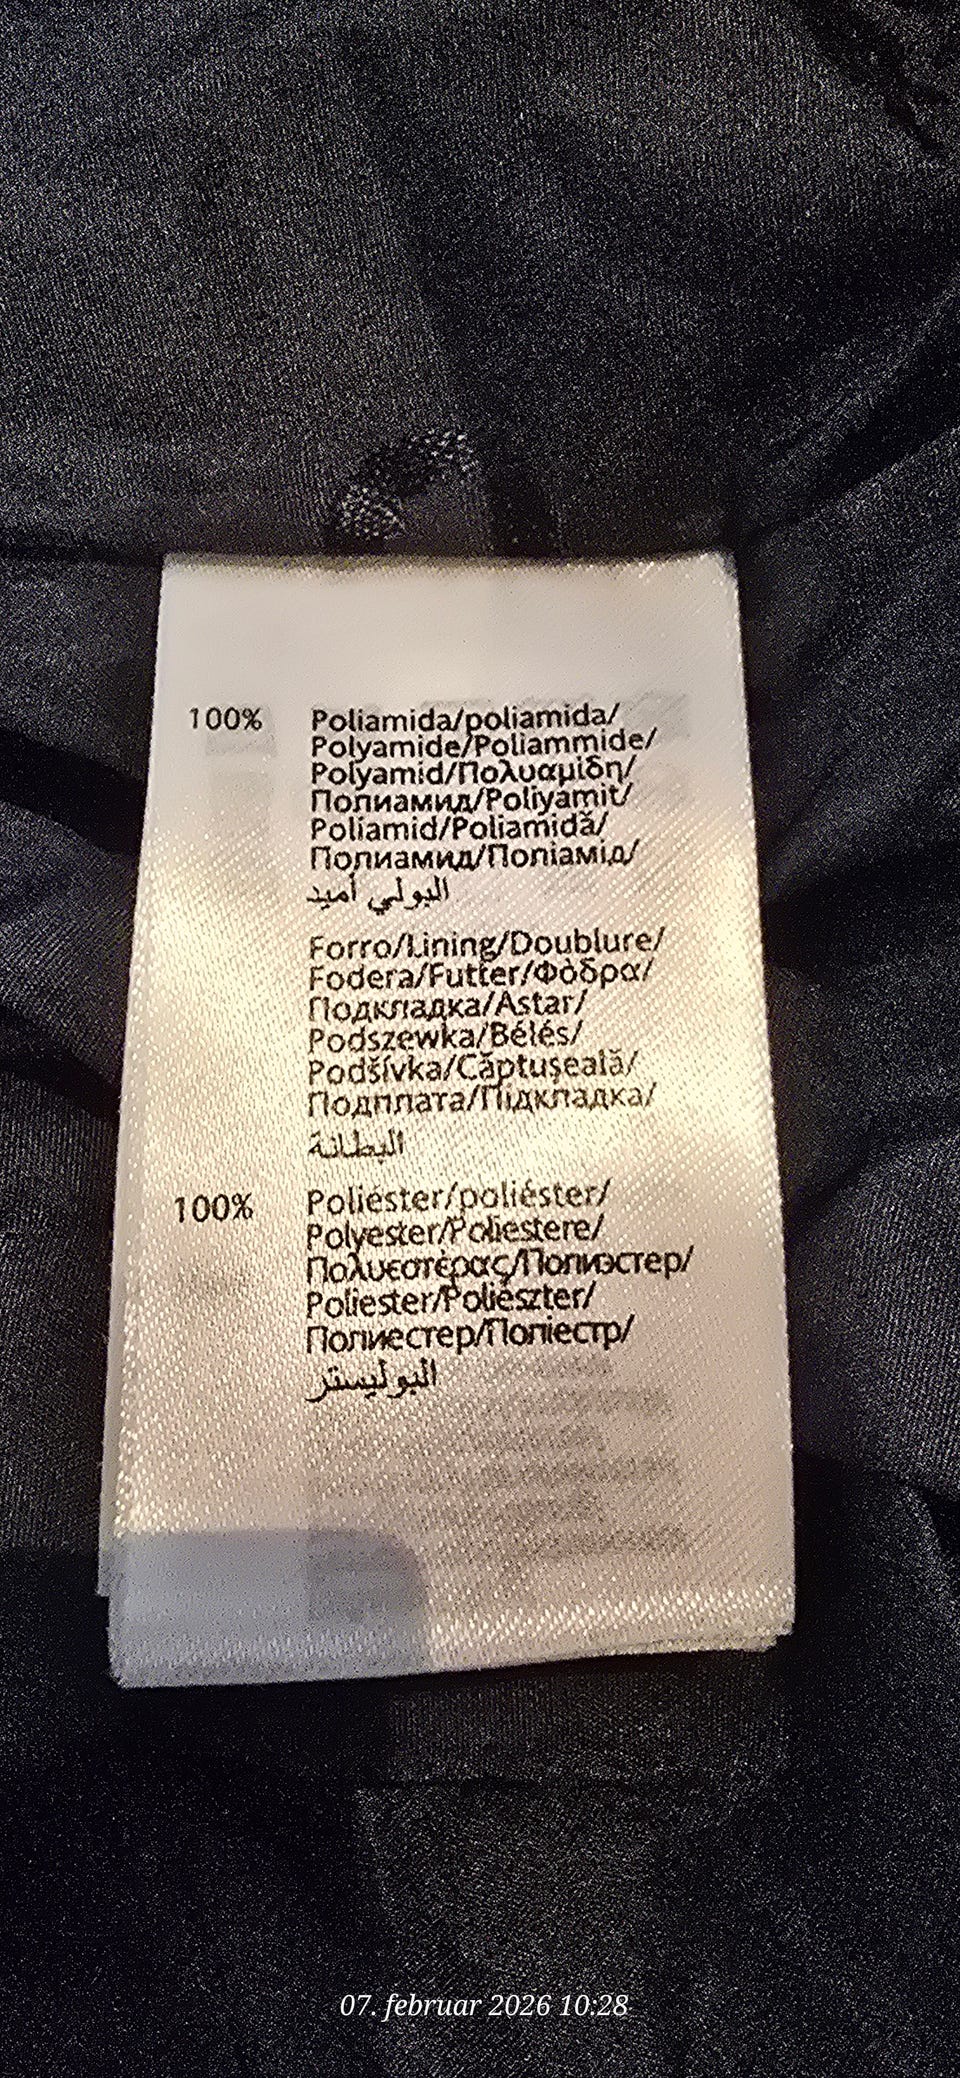 100% Poliamida/poliamida/
Polyamide/Poliammide/
Polyamid/Πολυαμίδη/
Полиамид/Poliyamit/
Poliamid/Poliamidă/
Полиамид/Поліамід/
البولي أميد
Forro/Lining/Doublure/
Fodera/Futter/Φόδρα/
Подкладка/Astar/
Podszewka/Bélés/
Podšívka/Căptuşeală/
Подплата/Підкладка/
البطانة
100% Poliéster/poliéster/
Polyester/Poliestere/
Πολυεστέρας/Полиэстер/
Poliester/Poliészter/
Полиестер/Поліестр/
البوليستر
07. februar 2026 10:28